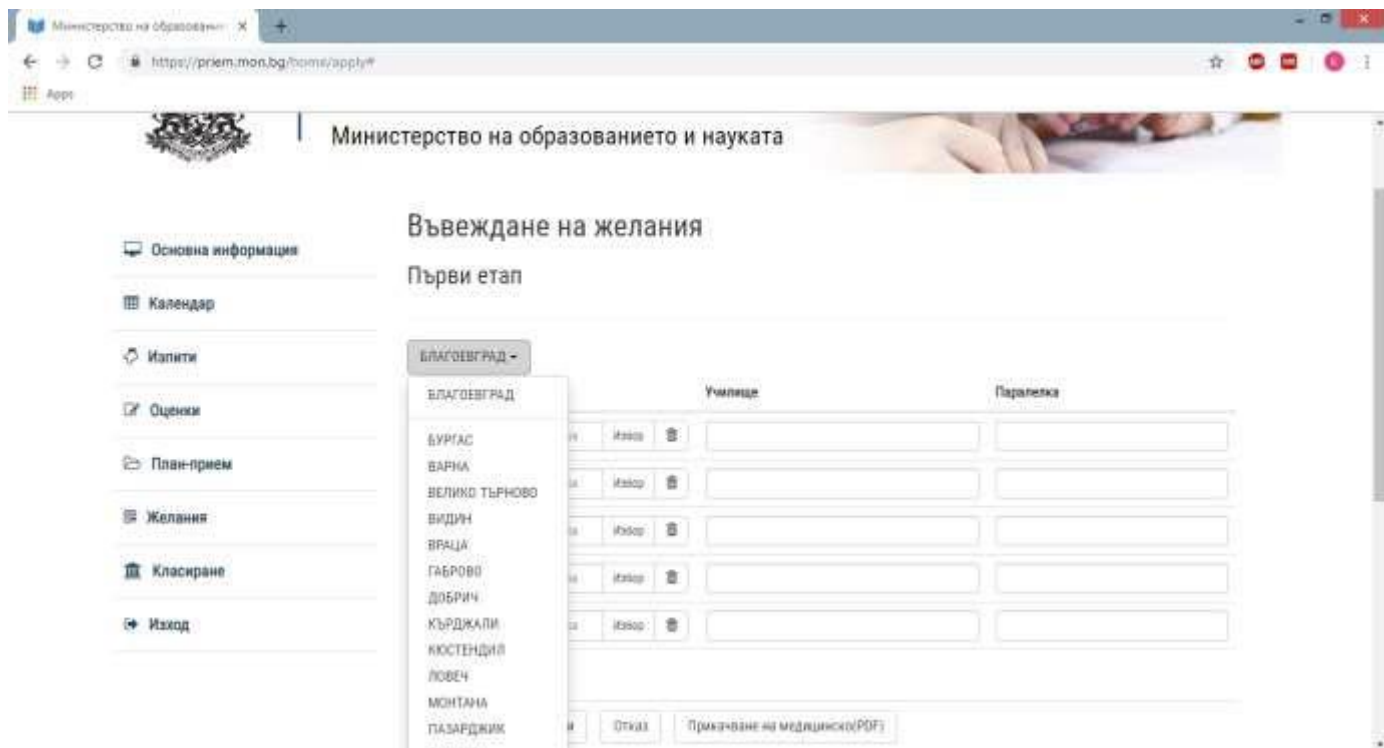 Министерство на образовани
https://priem.mon.bg/home/apply#
Apps
Министерство на образованието и науката
Въвеждане на желания
Първи етап
Основна информация
Календар
Изпити
Оценки
План-прием
Желания
Класиране
Изход
БЛАГОЕВГРАД
БЛАГОЕВГРАД
БУРГАС
ВАРНА
ВЕЛИКО ТЪРНОВО
ВИДИН
ВРАЦА
ГАБРОВО
ДОБРИЧ
КЪРДЖАЛИ
КЮСТЕНДИЛ
ЛОВЕЧ
МОНТАНА
ПАЗАРДЖИК
Училище Паралелка
Избор
Избор
Избор
Избор
Избор
Отказ Прикачване на медицинско(PDF)